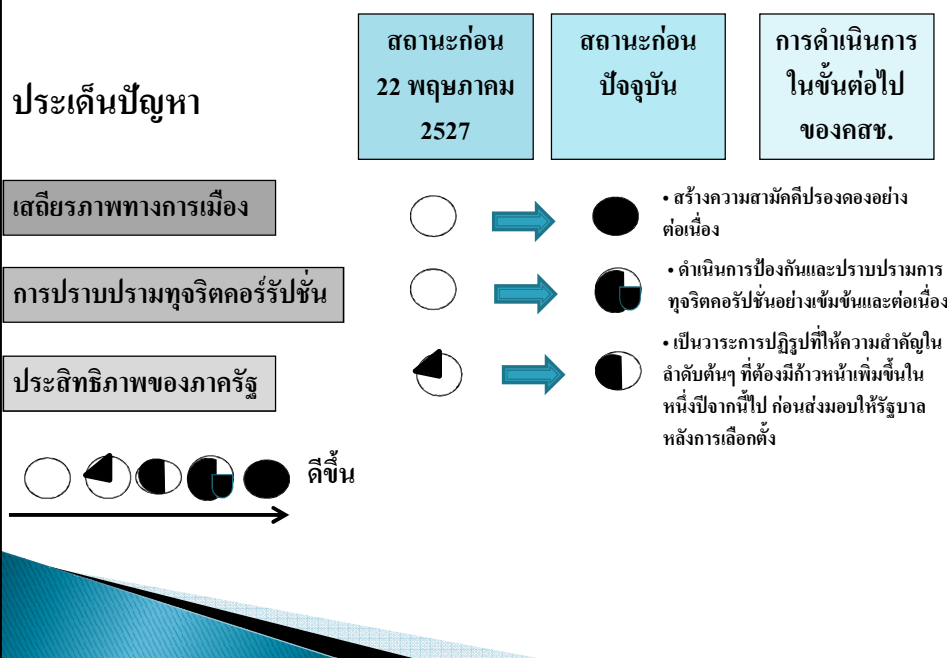 ประเด็นปัญหา
สถานะก่อน
22 พฤษภาคม
2527
สถานะก่อน
ปัจจุบัน
การดำเนินการ
ในขั้นต่อไป
ของคสช.
เสถียรภาพทางการเมือง
• สร้างความสามัคคีปรองดองอย่าง
ต่อเนื่อง
การปราบปรามทุจริตคอร์รัปชั่น
• ดำเนินการป้องกันและปราบปรามการ
ทุจริตคอรัปชั่นอย่างเข้มข้นและต่อเนื่อง
ประสิทธิภาพของภาครัฐ
• เป็นวาระการปฏิรูปที่ให้ความสำคัญใน
ลำดับต้นๆ ที่ต้องมีก้าวหน้าเพิ่มขึ้นใน
หนึ่งปีจากนี้ไป ก่อนส่งมอบให้รัฐบาล
หลังการเลือกตั้ง
ดีขึ้น